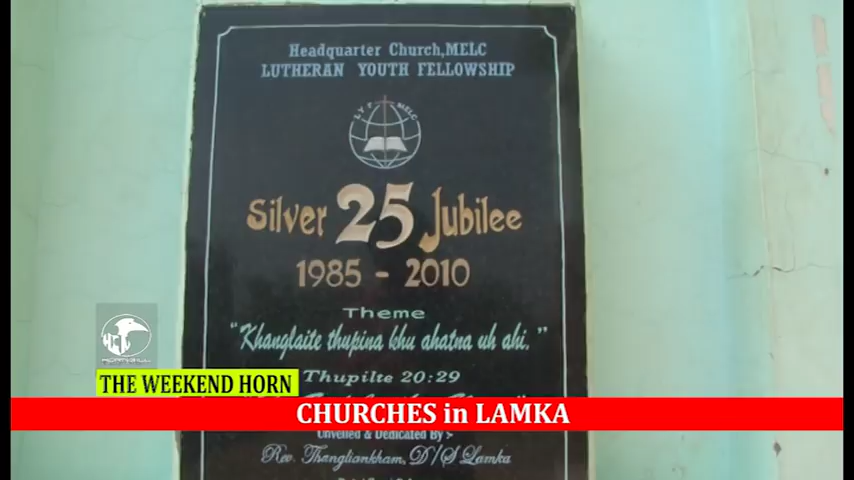 Headquarter Church, MELC
LUTHERAN YOUTH FELLOWSHIP
L Y F MELC
Silver 25 Jubilee
1985 - 2010
Theme
"Khanglaite thupina khu ahatna uh ahi."
Thupilte 20:29
THE WEEKEND HORN
CHURCHES in LAMKA
Unveiled & Dedicated By :-
Rev. Thangliankham, D/S Lamka